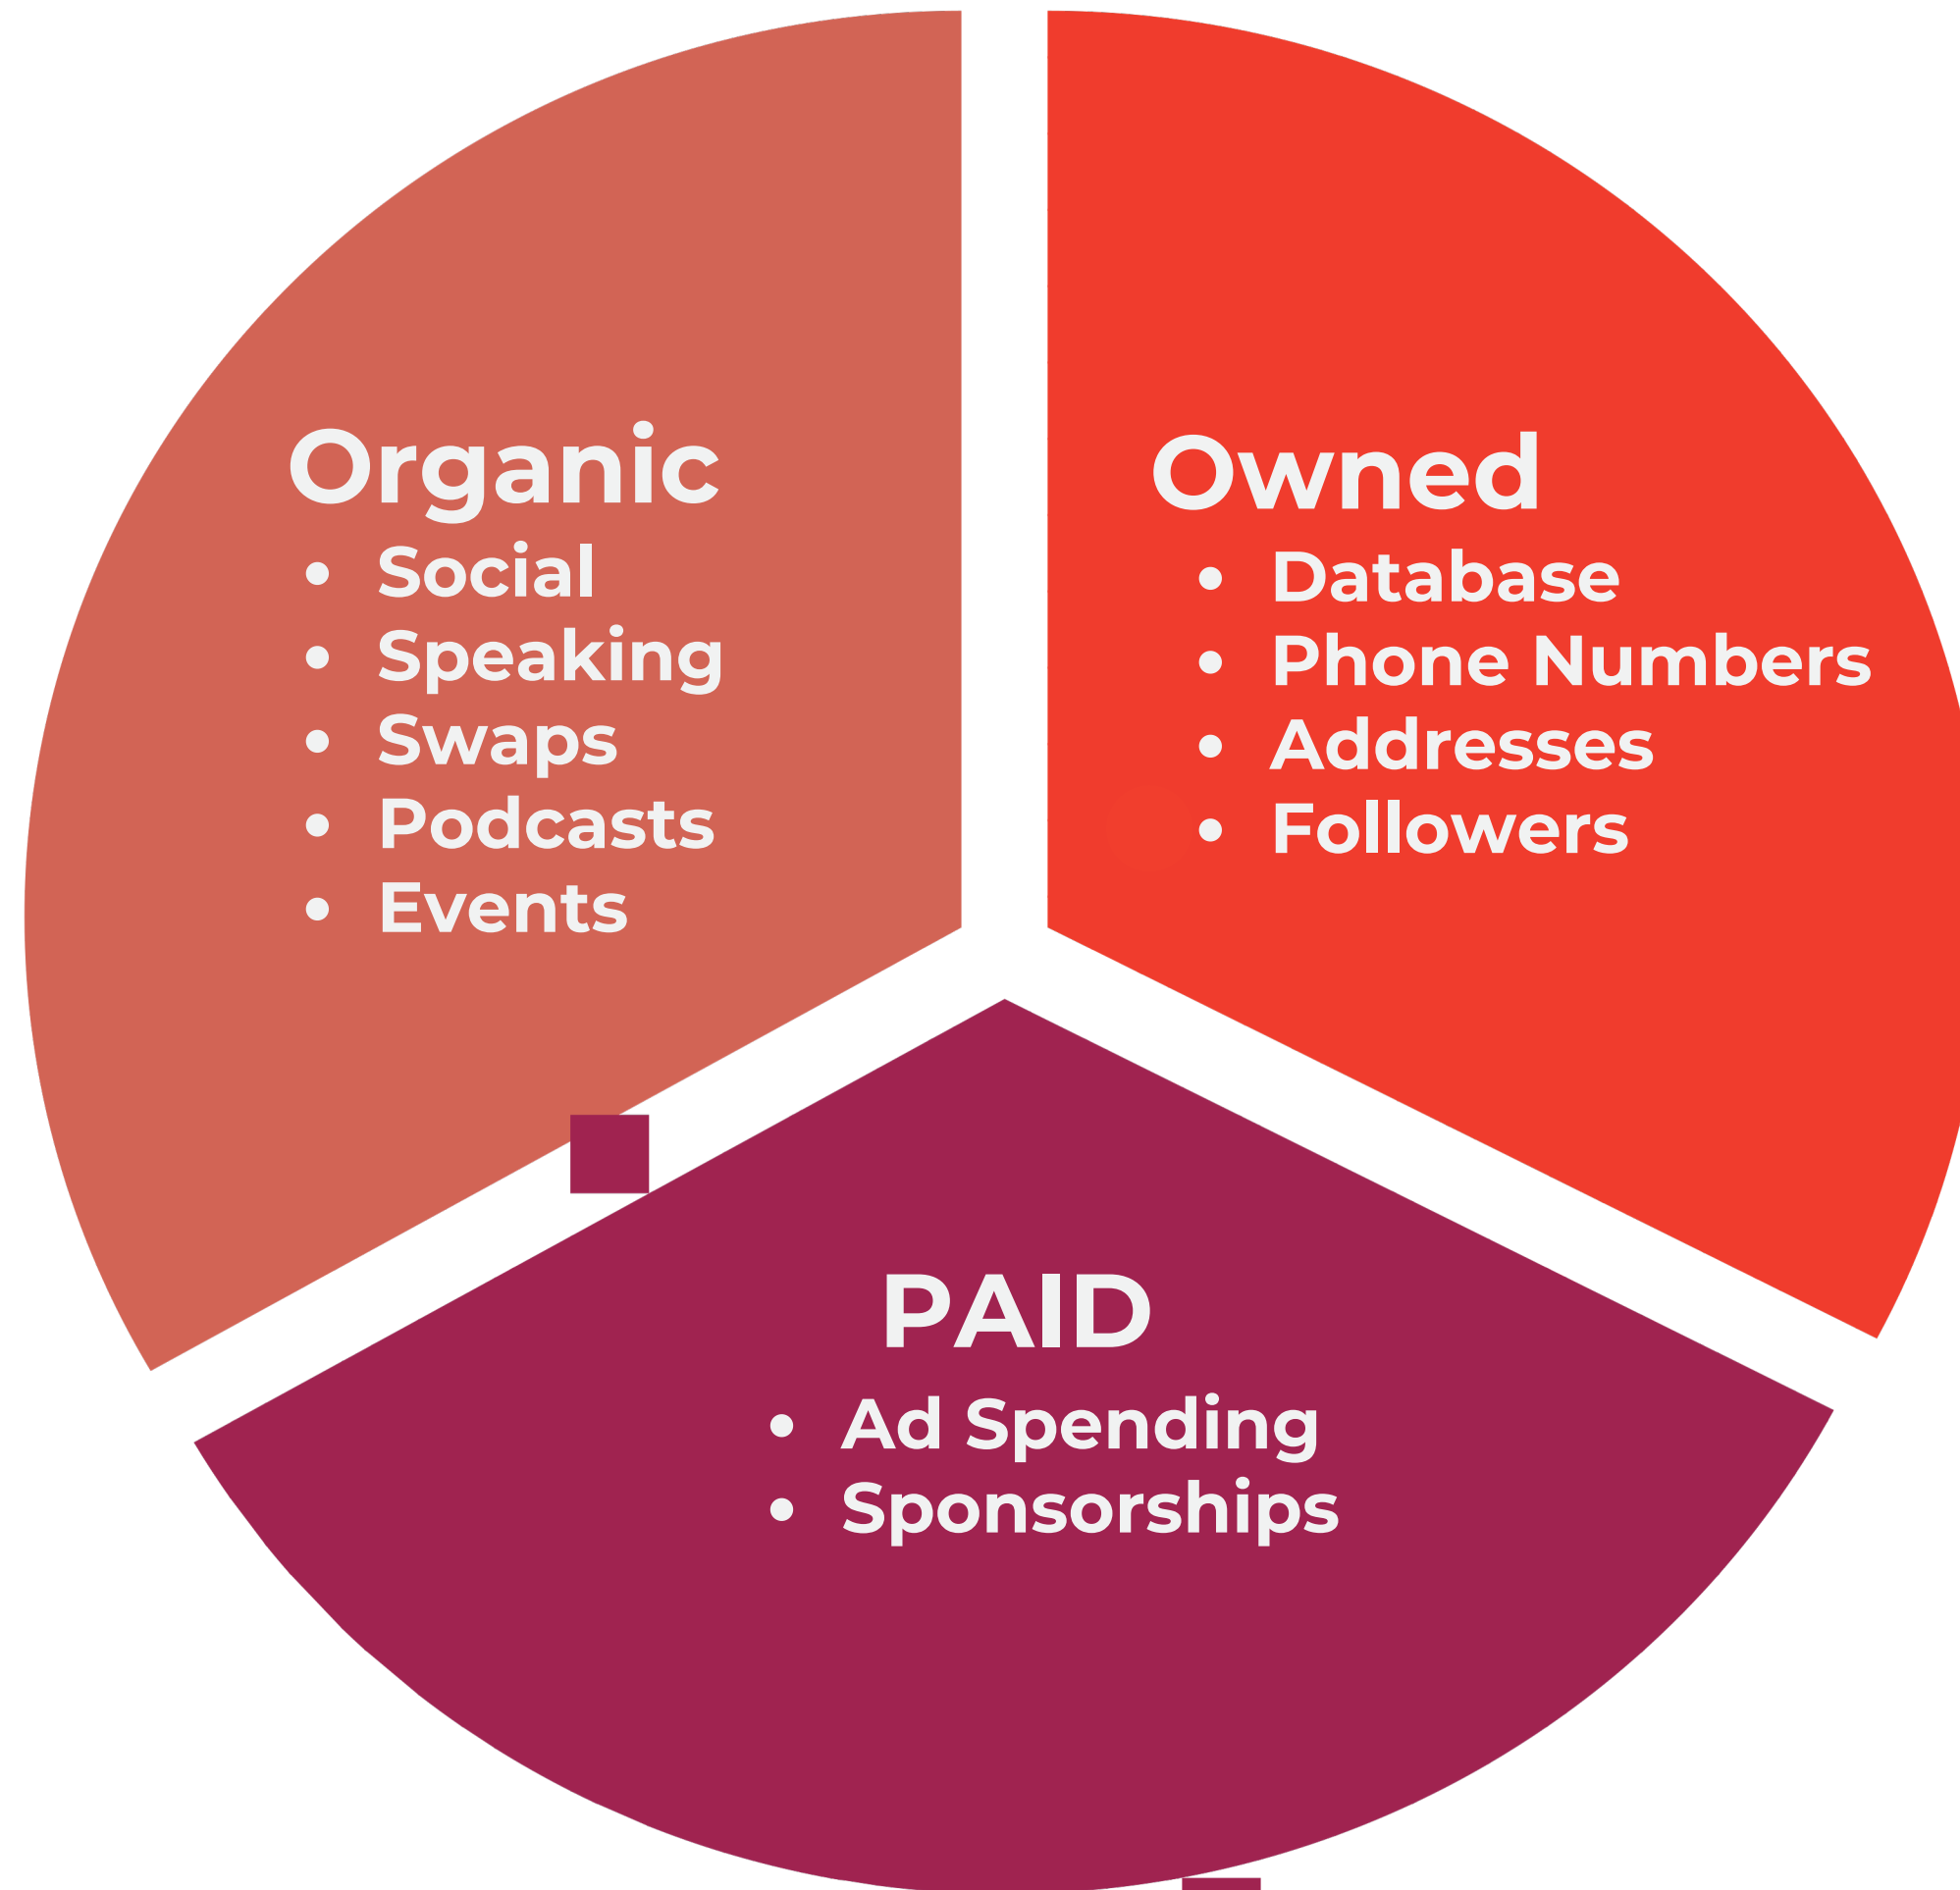 Organic
• Social
• Speaking
• Swaps
• Podcasts
• Events
Owned
• Database
• Phone Numbers
• Addresses
• Followers
PAID
• Ad Spending
• Sponsorships